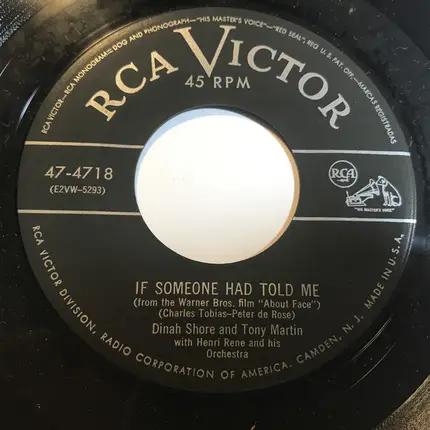 RCA VICTOR—RCA MONOGRAM—DOG AND PHONOGRAPH—"HIS MASTER'S VOICE"—"RED SEAL", REG. U.S. PAT. OFF.—MARCAS REGISTRADAS
RCA VICTOR
45 RPM
47-4718
(E2VW-5293)
RCA
"HIS MASTER'S VOICE"
IF SOMEONE HAD TOLD ME
(from the Warner Bros. film "About Face")
(Charles Tobias-Peter de Rose)
Dinah Shore and Tony Martin
with Henri Rene and his
Orchestra
RCA VICTOR DIVISION, RADIO CORPORATION OF AMERICA, CAMDEN, N. J. MADE IN U.S.A.